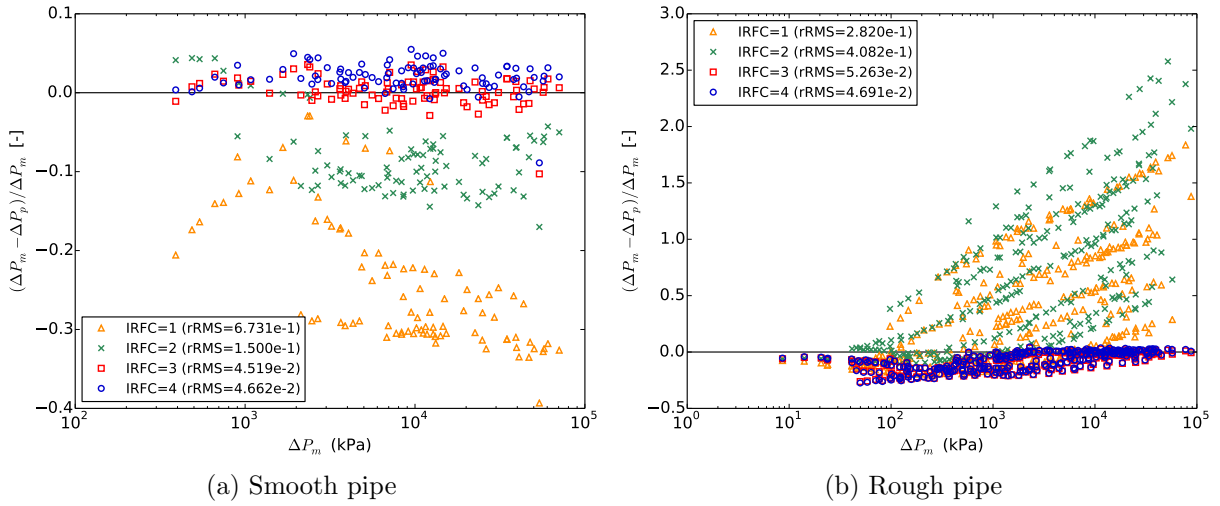 0.10
0.05
0.0
−0.1
−0.2
−0.3
−0.4
(ΔP_m − ΔP_p)/ΔP_m [-]
IRFC=1 (rRMS=6.731e-1)
IRFC=2 (rRMS=1.500e-1)
IRFC=3 (rRMS=4.519e-2)
IRFC=4 (rRMS=4.662e-2)
10^2 10^3 10^4 10^5
ΔP_m (kPa)
(a) Smooth pipe
3.0
2.5
2.0
1.5
1.0
0.5
0.0
−0.5
(ΔP_m − ΔP_p)/ΔP_m [-]
IRFC=1 (rRMS=2.820e-1)
IRFC=2 (rRMS=4.082e-1)
IRFC=3 (rRMS=5.263e-2)
IRFC=4 (rRMS=4.691e-2)
10^0 10^1 10^2 10^3 10^4 10^5
ΔP_m (kPa)
(b) Rough pipe